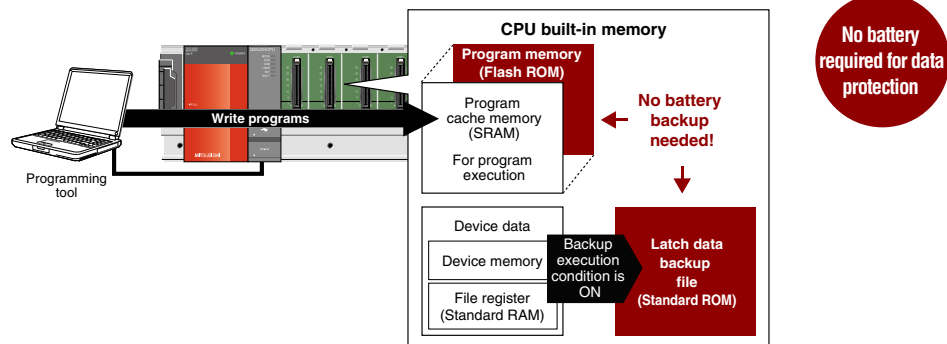 CPU built-in memory
No battery
required for data
protection
Program memory
(Flash ROM)
Program
cache memory
(SRAM)
For program
execution
No battery
backup
needed!
Write programs
MITSUBISHI
Programming
tool
Device data
Device memory
File register
(Standard RAM)
Backup
execution
condition is
ON
Latch data
backup
file
(Standard ROM)